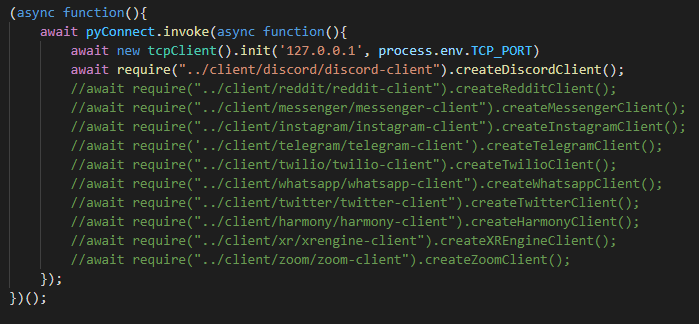 (async function(){
    await pyConnect.invoke(async function(){
        await new tcpClient().init('127.0.0.1', process.env.TCP_PORT)
        await require("../client/discord/discord-client").createDiscordClient();
        //await require("../client/reddit/reddit-client").createRedditClient();
        //await require("../client/messenger/messenger-client").createMessengerClient();
        //await require("../client/instagram/instagram-client").createInstagramClient();
        //await require('../client/telegram/telegram-client').createTelegramClient();
        //await require("../client/twilio/twilio-client").createTwilioClient();
        //await require("../client/whatsapp/whatsapp-client").createWhatsappClient();
        //await require("../client/twitter/twitter-client").createTwitterClient();
        //await require("../client/harmony/harmony-client").createHarmonyClient();
        //await require("../client/xr/xrengine-client").createXREngineClient();
        //await require("../client/zoom/zoom-client").createZoomClient();
    });
})();